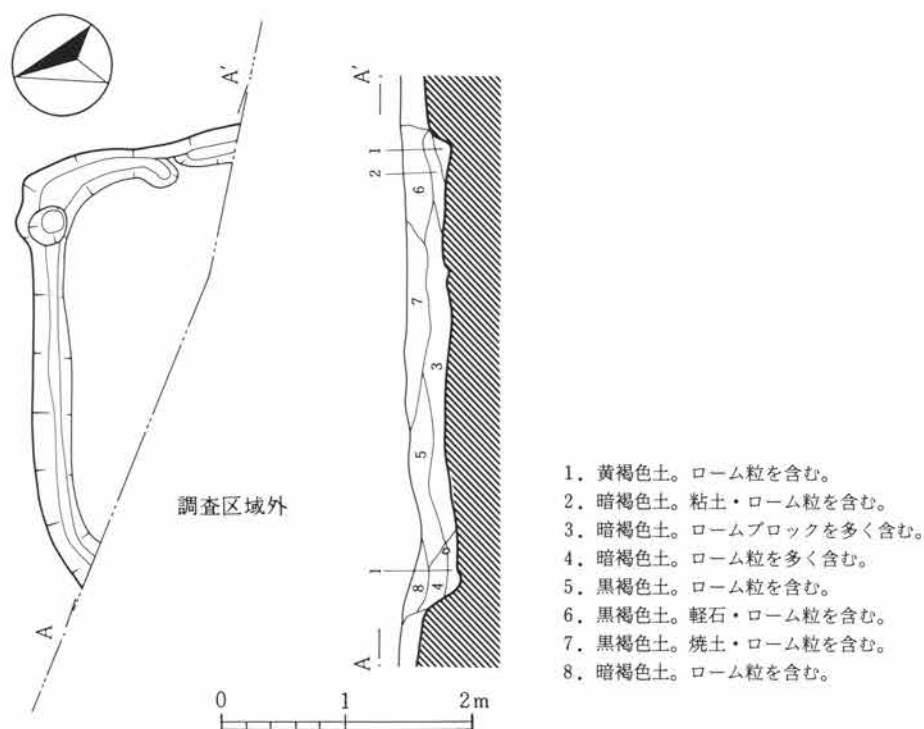 A'
A'
1
2
6
7
3
5
1
8
4
調査区域外
A
A
0 1 2m
1．黄褐色土。ローム粒を含む。
2．暗褐色土。粘土・ローム粒を含む。
3．暗褐色土。ロームブロックを多く含む。
4．暗褐色土。ローム粒を多く含む。
5．黒褐色土。ローム粒を含む。
6．黒褐色土。軽石・ローム粒を含む。
7．黒褐色土。焼土・ローム粒を含む。
8．暗褐色土。ローム粒を含む。